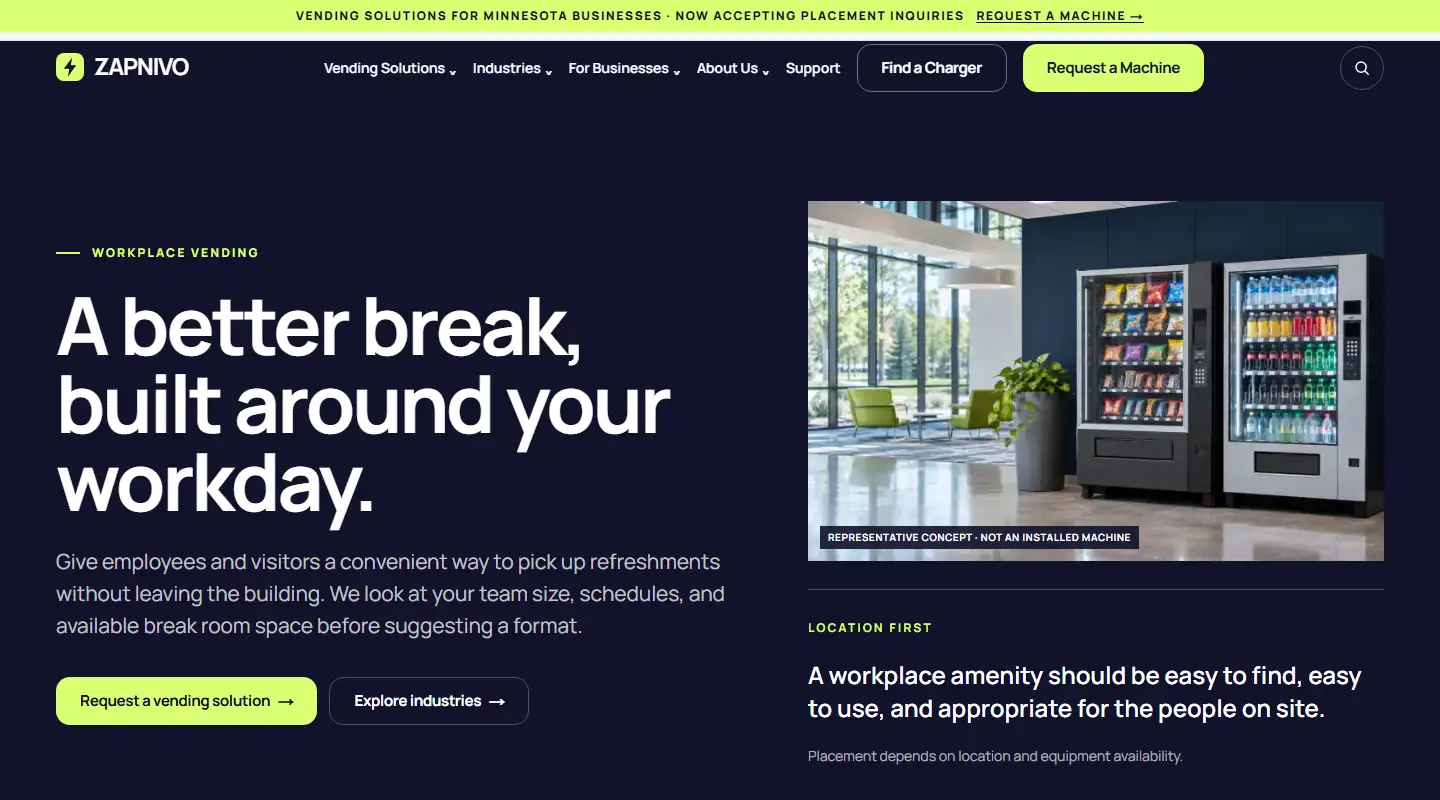 VENDING SOLUTIONS FOR MINNESOTA BUSINESSES · NOW ACCEPTING PLACEMENT INQUIRIES REQUEST A MACHINE →
ZAPNIVO
Vending Solutions
Industries
For Businesses
About Us
Support
Find a Charger
Request a Machine
WORKPLACE VENDING
A better break,
built around your
workday.
Give employees and visitors a convenient way to pick up refreshments
without leaving the building. We look at your team size, schedules, and
available break room space before suggesting a format.
Request a vending solution →
Explore industries →
REPRESENTATIVE CONCEPT · NOT AN INSTALLED MACHINE
LOCATION FIRST
A workplace amenity should be easy to find, easy
to use, and appropriate for the people on site.
Placement depends on location and equipment availability.